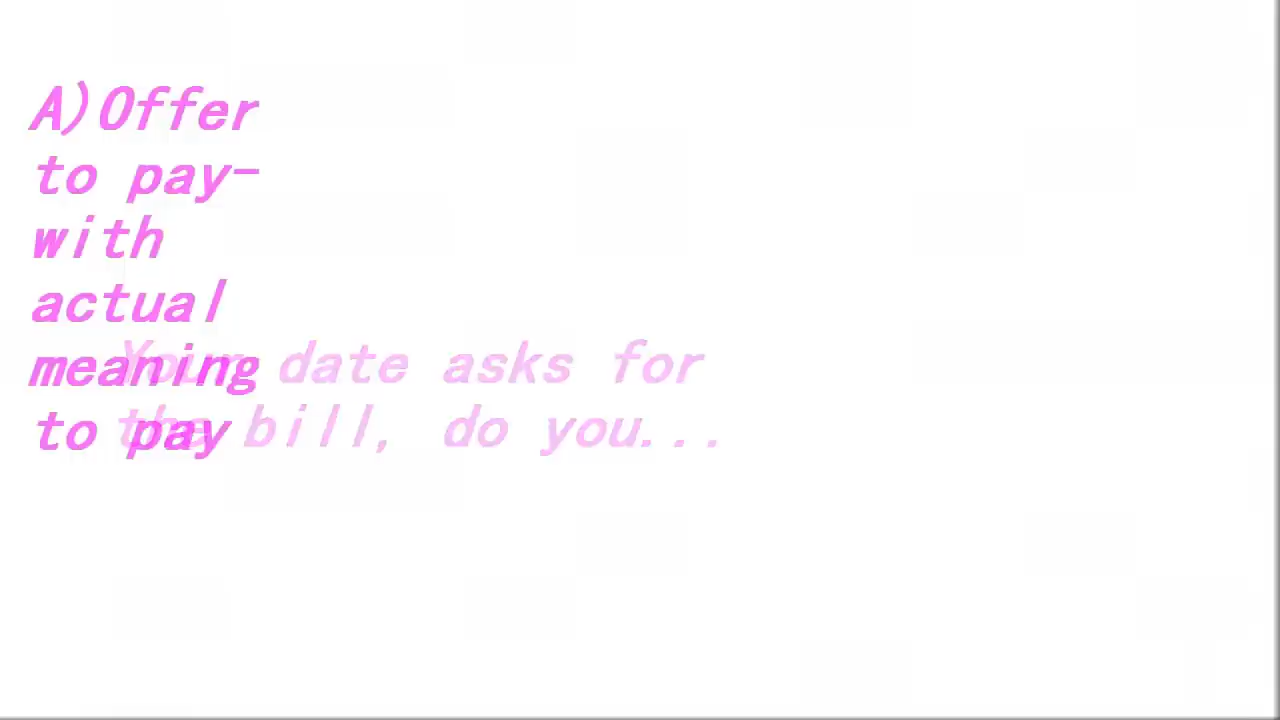 A)Offer
to pay-
with
actual
meaning
to pay
Your date asks for
the bill, do you...